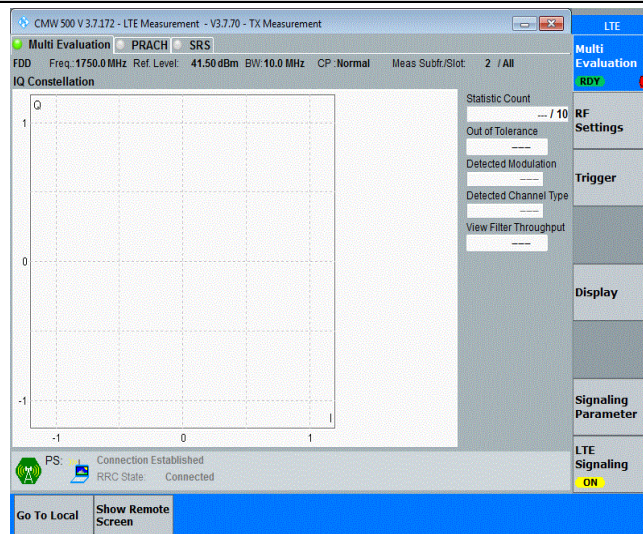 CMW 500 V 3.7.172 - LTE Measurement - V3.7.70 - TX Measurement
LTE
Multi Evaluation PRACH SRS
Multi
Evaluation
RDY
FDD Freq.:1750.0 MHz Ref. Level: 41.50 dBm BW:10.0 MHz CP :Normal Meas Subfr./Slot: 2 / All
IQ Constellation
Q
1
0
-1
-1 0 1
I
Statistic Count
--- / 10
Out of Tolerance
---
Detected Modulation
---
Detected Channel Type
---
View Filter Throughput
---
RF
Settings
Trigger
Display
Signaling
Parameter
LTE
Signaling
ON
PS: Connection Established
RRC State: Connected
Go To Local
Show Remote
Screen